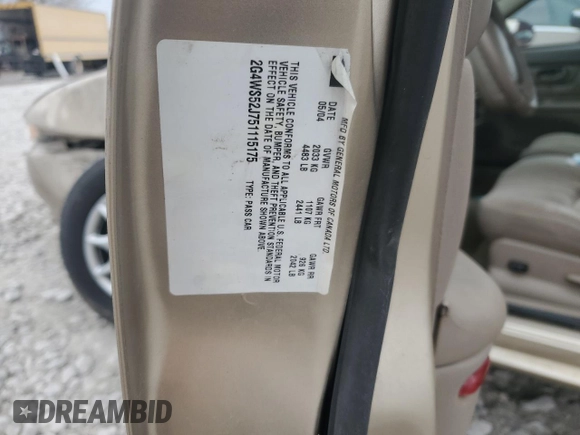 MFD BY GENERAL MOTORS OF CANADA LTD.
DATE GVWR GAWR FRT GAWR RR
05/04 2033 KG 1107 KG 926 KG
4483 LB 2441 LB 2042 LB
THIS VEHICLE CONFORMS TO ALL APPLICABLE U.S. FEDERAL MOTOR
VEHICLE SAFETY, BUMPER, AND THEFT PREVENTION STANDARDS IN
EFFECT ON THE DATE OF MANUFACTURE SHOWN ABOVE.
2G4WS52J751115175 TYPE: PASS CAR
DREAMBID